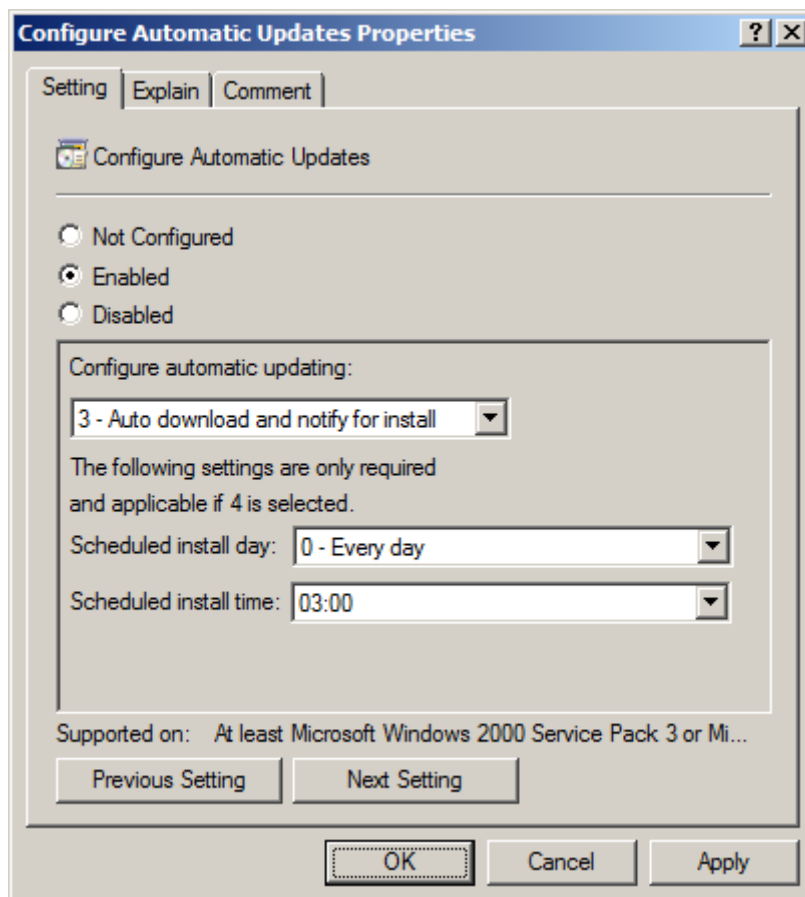 Configure Automatic Updates Properties
Setting Explain Comment
Configure Automatic Updates
Not Configured
Enabled
Disabled
Configure automatic updating:
3 - Auto download and notify for install
The following settings are only required
and applicable if 4 is selected.
Scheduled install day: 0 - Every day
Scheduled install time: 03:00
Supported on: At least Microsoft Windows 2000 Service Pack 3 or Mi...
Previous Setting Next Setting
OK Cancel Apply